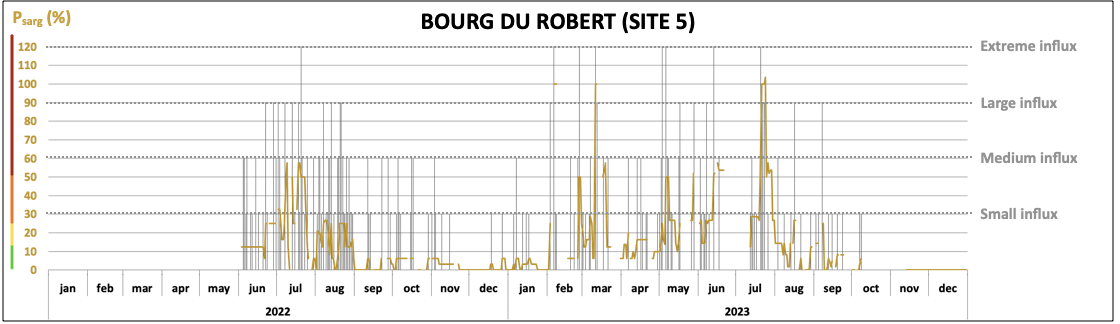 Psarg (%)
BOURG DU ROBERT (SITE 5)
120 Extreme influx
110
100
90 Large influx
80
70
60 Medium influx
50
40
30 Small influx
20
10
0
jan feb mar apr may jun jul aug sep oct nov dec jan feb mar apr may jun jul aug sep oct nov dec
2022 2023